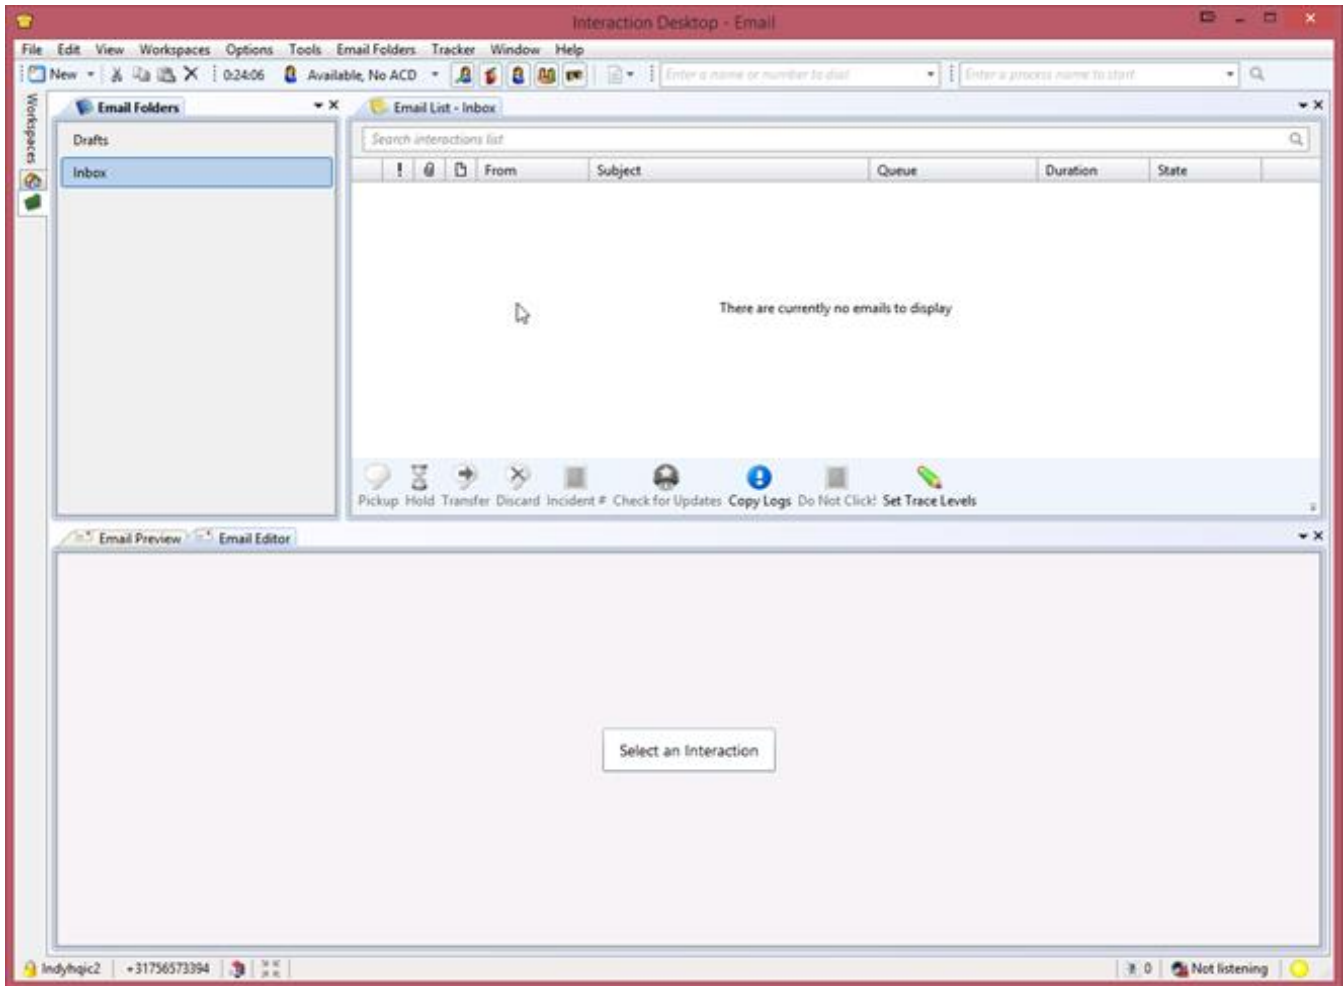 Interaction Desktop - Email
File Edit View Workspaces Options Tools Email Folders Tracker Window Help
New 0:24:06 Available, No ACD Enter a name or number to dial Enter a process name to start
Workspaces
Email Folders
Drafts
Inbox
Email List - Inbox
Search interactions list
! From Subject Queue Duration State
There are currently no emails to display
Pickup Hold Transfer Discard Incident # Check for Updates Copy Logs Do Not Click! Set Trace Levels
Email Preview Email Editor
Select an Interaction
Indyhqic2 +31756573394 0 Not listening